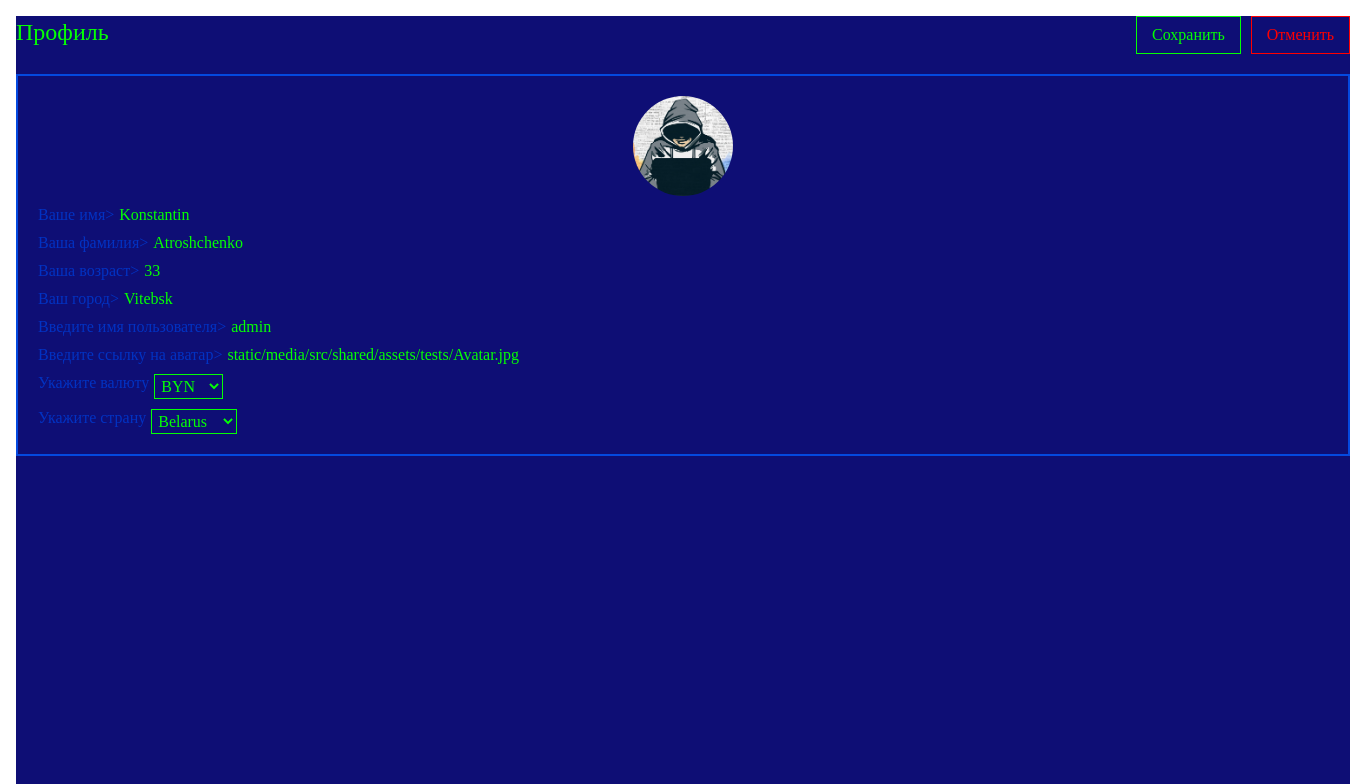 Профиль
Сохранить
Отменить
Ваше имя> Konstantin
Ваша фамилия> Atroshchenko
Ваша возраст> 33
Ваш город> Vitebsk
Введите имя пользователя> admin
Введите ссылку на аватар> static/media/src/shared/assets/tests/Avatar.jpg
Укажите валюту BYN
Укажите страну Belarus